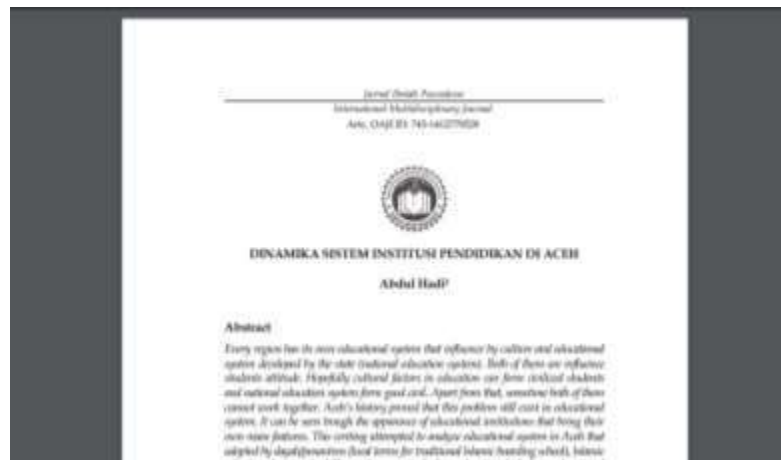 Jurnal Ilmiah Peuradeun
International Multidisciplinary Journal
DINAMIKA SISTEM INSTITUSI PENDIDIKAN DI ACEH
Abdul Hadi¹
Abstract
Every region has its own educational system that influence by culture and educational
system developed by the state (national education system). Both of them are influence
students attitude. Hopefully cultural factors in education can form civilized students
and national education system form good civil. Apart from that, sometime both of them
cannot work together. Aceh's history proved that this problem still exist in educational
system. It can be seen trough the appearance of educational institutions that bring their
own main features. This writing attempted to analyze educational system in Aceh that
adopted by dayah/pesantren (local terms for traditional Islamic boarding school), Islamic